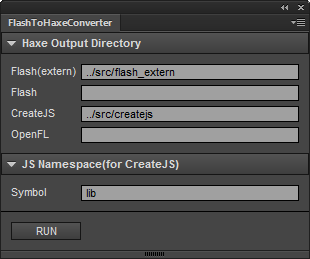 FlashToHaxeConverter
Haxe Output Directory
Flash(extern) ../src/flash_extern
Flash
CreateJS ../src/createjs
OpenFL
JS Namespace(for CreateJS)
Symbol lib
RUN